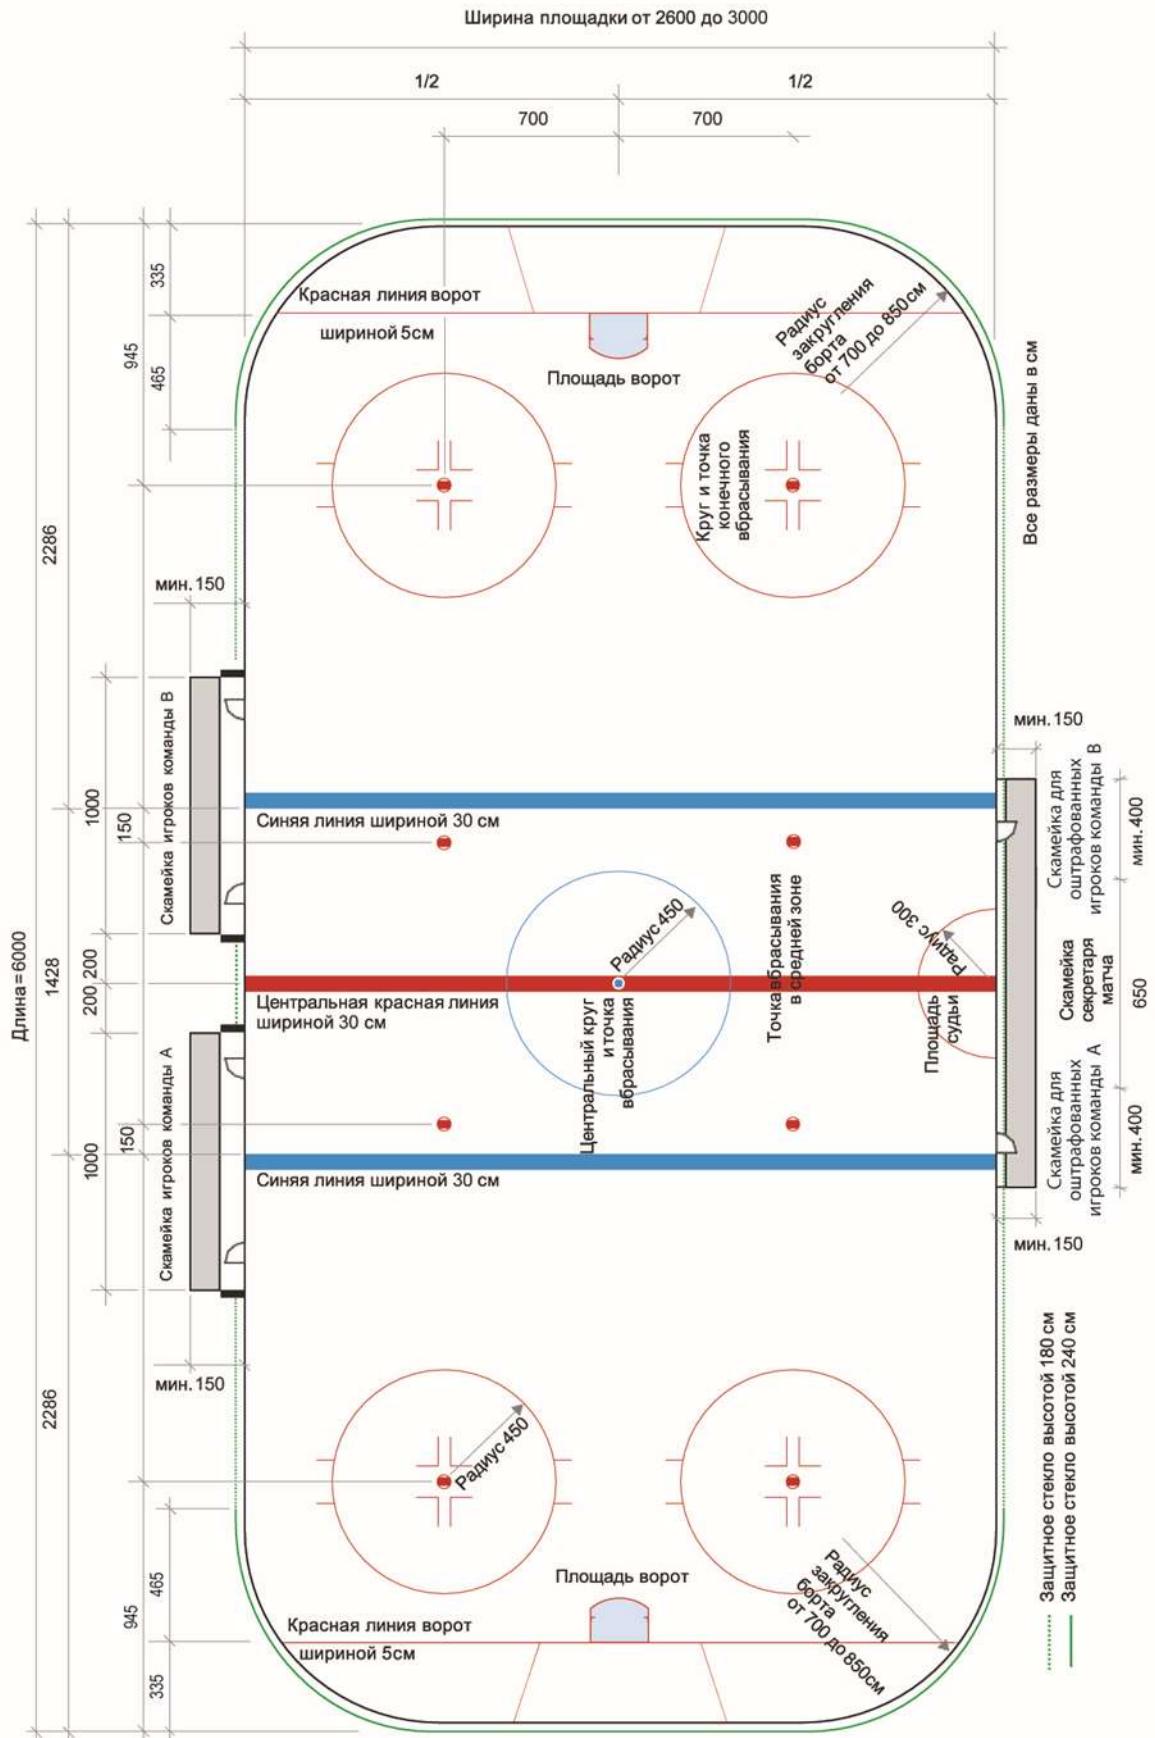 Ширина площадки от 2600 до 3000
1/2
1/2
700
700
335
945
465
2286
Красная линия ворот
шириной 5см
Площадь ворот
Радиус
закругления
борта
от 700 до 850см
Круг и точка
конечного
вбрасывания
Все размеры даны в см
мин. 150
Скамейка игроков команды В
1000
150
Синяя линия шириной 30 см
мин. 150
Скамейка для
оштрафованных
игроков команды В
мин. 400
Длина=6000
1428
200
200
Радиус 450
Точка вбрасывания
в средней зоне
Радиус 300
Центральная красная линия
шириной 30 см
Центральный круг
и точка
вбрасывания
Площадь
судьи
Скамейка
секретаря
матча
650
Скамейка игроков команды А
150
1000
Синяя линия шириной 30 см
Скамейка для
оштрафованных
игроков команды А
мин. 400
мин. 150
мин. 150
2286
Радиус 450
Защитное стекло высотой 180 см
Защитное стекло высотой 240 см
465
945
335
Площадь ворот
Красная линия ворот
шириной 5см
Радиус
закругления
борта
от 700 до 850см